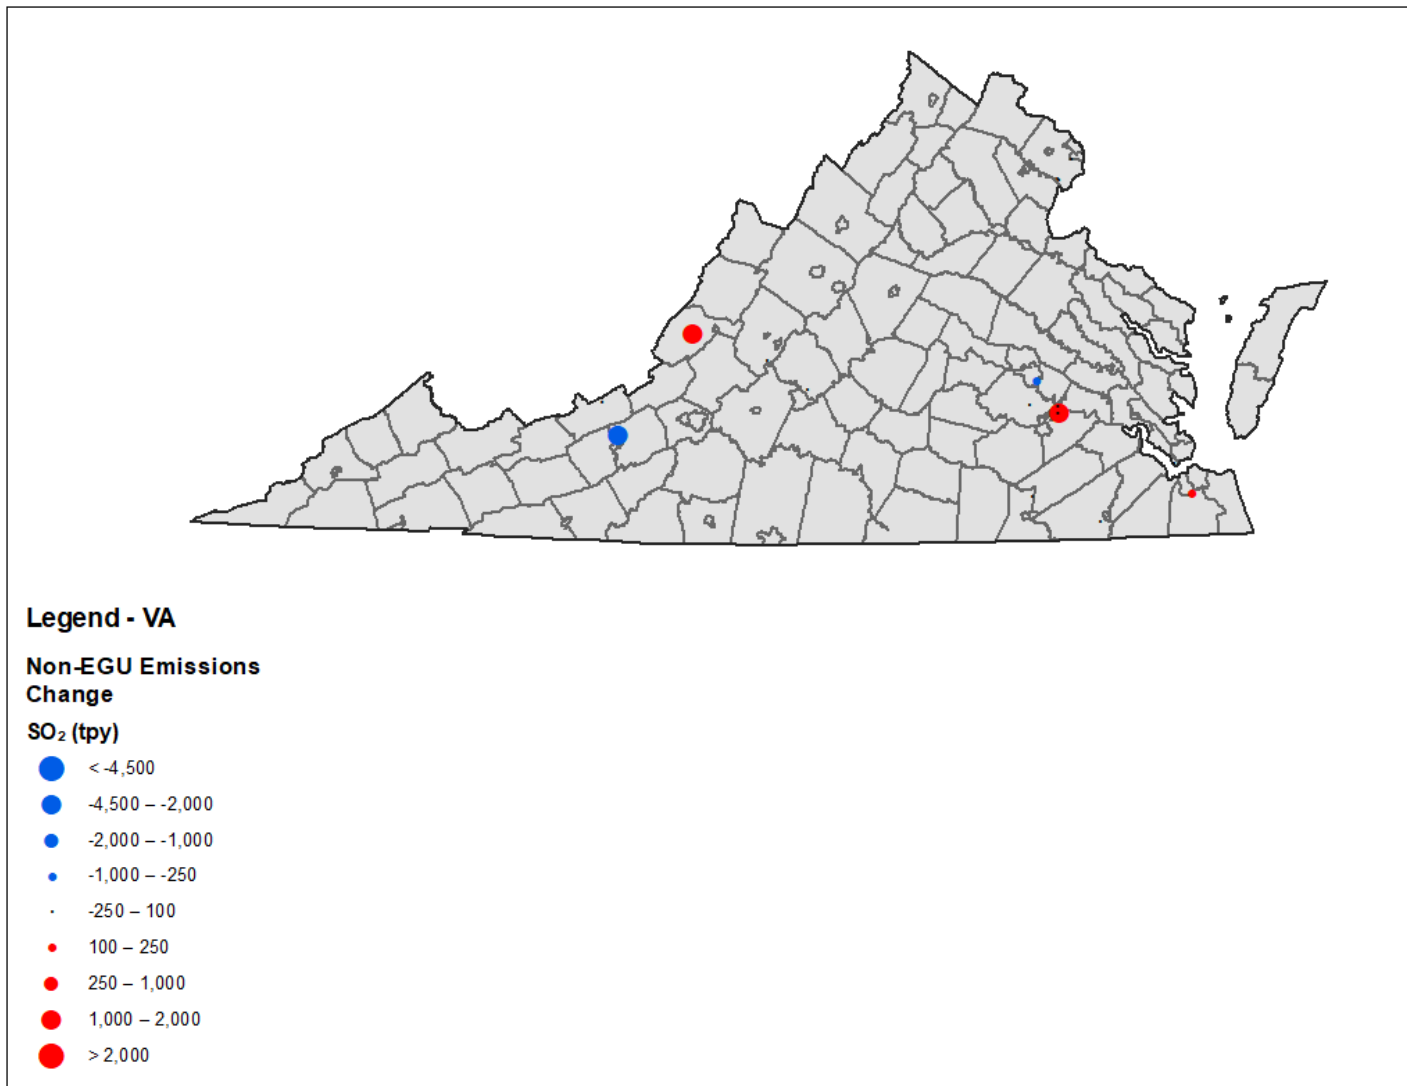 Legend - VA
Non-EGU Emissions
Change
SO₂ (tpy)
< -4,500
-4,500 – -2,000
-2,000 – -1,000
-1,000 – -250
-250 – 100
100 – 250
250 – 1,000
1,000 – 2,000
> 2,000